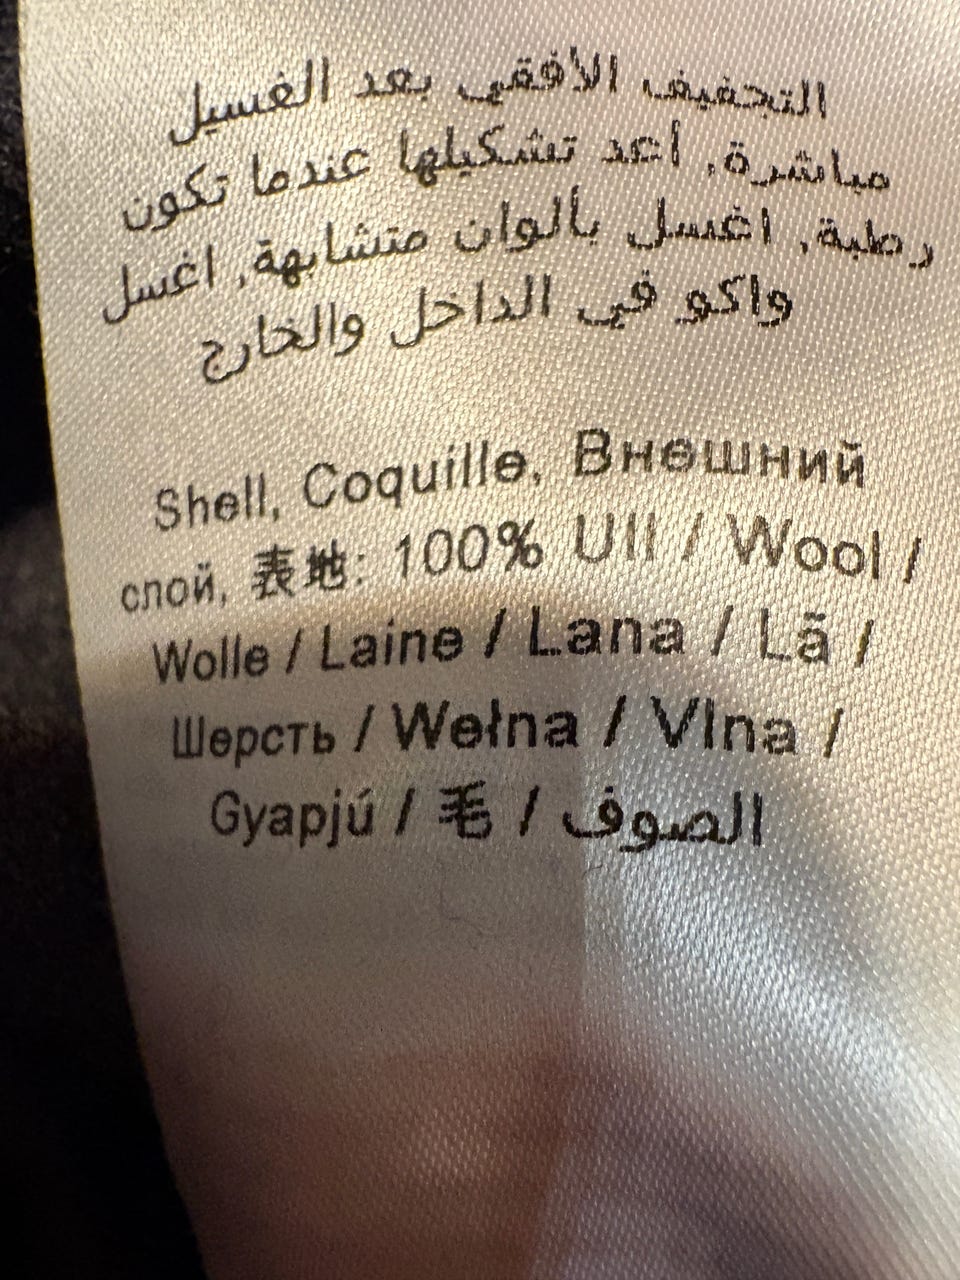 التجفيف الأفقي بعد الغسيل
مباشرة, أعد تشكيلها عندما تكون
رطبة, اغسل بألوان متشابهة, اغسل
واكو في الداخل والخارج
Shell, Coquille, Внешний
слой, 表地: 100% Ull / Wool /
Wolle / Laine / Lana / Lã /
Шерсть / Wełna / Vlna /
Gyapjú / 毛 / الصوف